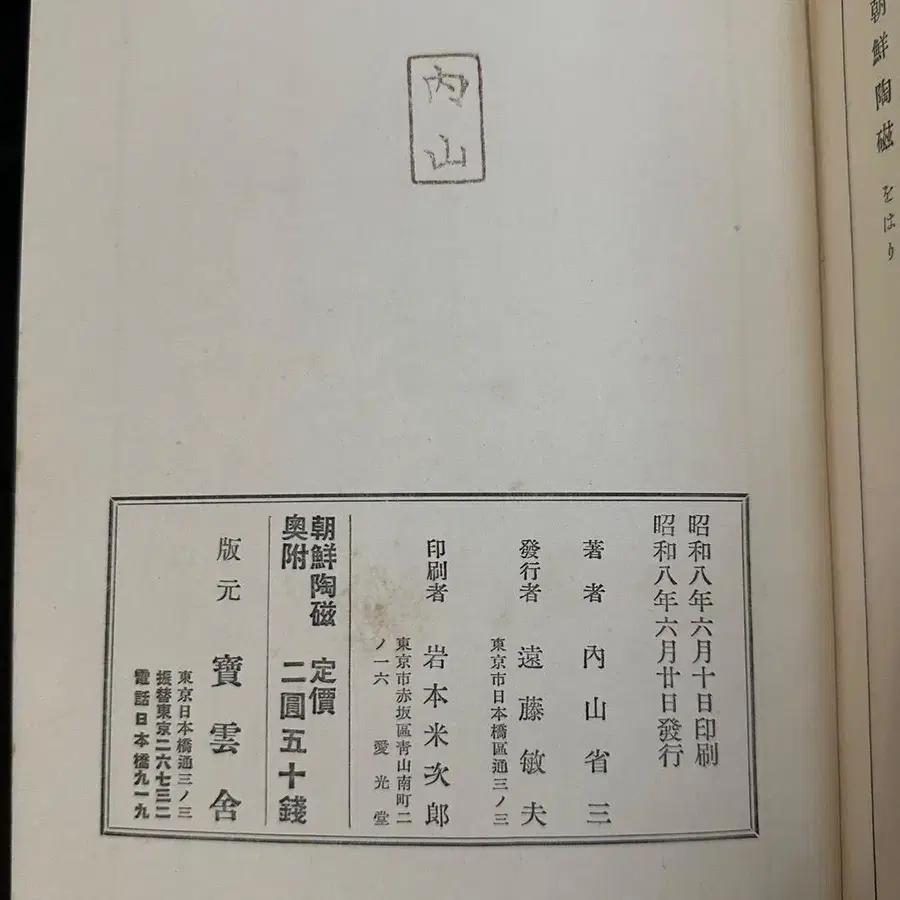 朝鮮陶磁 をはり
內山
昭和八年六月十日印刷
昭和八年六月廿日發行
著者 內山省三
發行者 遠藤敏夫
東京市日本橋區通三ノ三
印刷者 岩本米次郎
東京市赤坂區靑山南町二
ノ一六 愛光堂
朝鮮陶磁 定價
奧附 二圓五十錢
版元 寶雲舍
東京日本橋通三ノ三
振替東京二六七三二
電話日本橋九一九